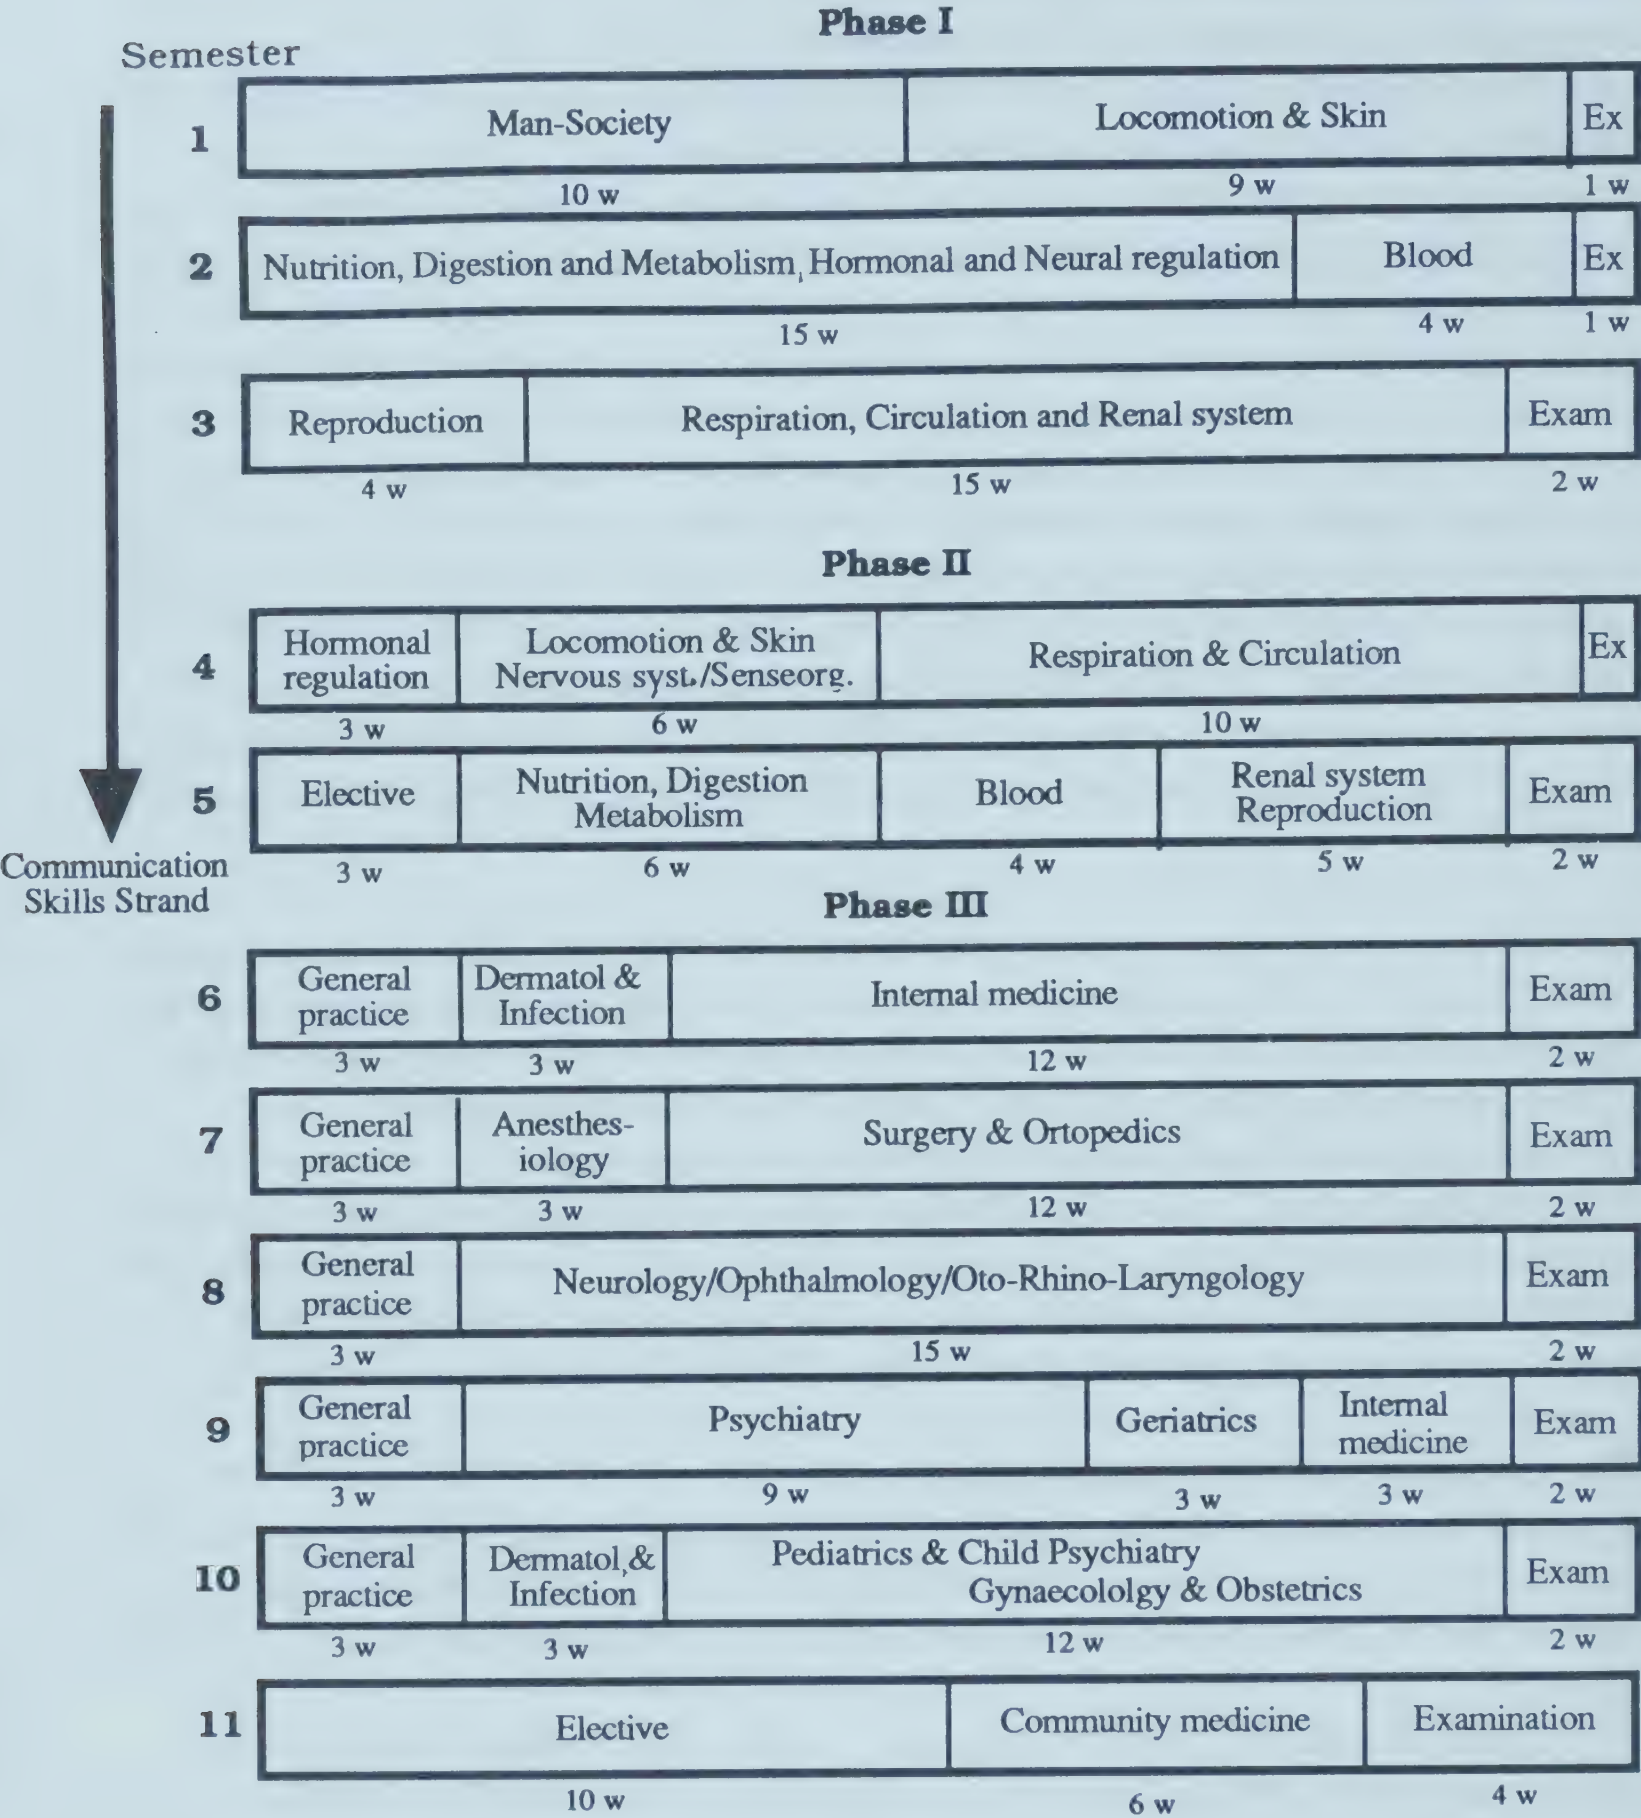 Phase I
Semester
1 Man-Society Locomotion & Skin Ex
10 w 9 w 1 w
2 Nutrition, Digestion and Metabolism, Hormonal and Neural regulation Blood Ex
15 w 4 w 1 w
3 Reproduction Respiration, Circulation and Renal system Exam
4 w 15 w 2 w
Phase II
4 Hormonal regulation Locomotion & Skin Nervous syst./Senseorg. Respiration & Circulation Ex
3 w 6 w 10 w
5 Elective Nutrition, Digestion Metabolism Blood Renal system Reproduction Exam
3 w 6 w 4 w 5 w 2 w
Communication
Skills Strand
Phase III
6 General practice Dermatol & Infection Internal medicine Exam
3 w 3 w 12 w 2 w
7 General practice Anesthes- iology Surgery & Ortopedics Exam
3 w 3 w 12 w 2 w
8 General practice Neurology/Ophthalmology/Oto-Rhino-Laryngology Exam
3 w 15 w 2 w
9 General practice Psychiatry Geriatrics Internal medicine Exam
3 w 9 w 3 w 3 w 2 w
10 General practice Dermatol,& Infection Pediatrics & Child Psychiatry Gynaecololgy & Obstetrics Exam
3 w 3 w 12 w 2 w
11 Elective Community medicine Examination
10 w 6 w 4 w